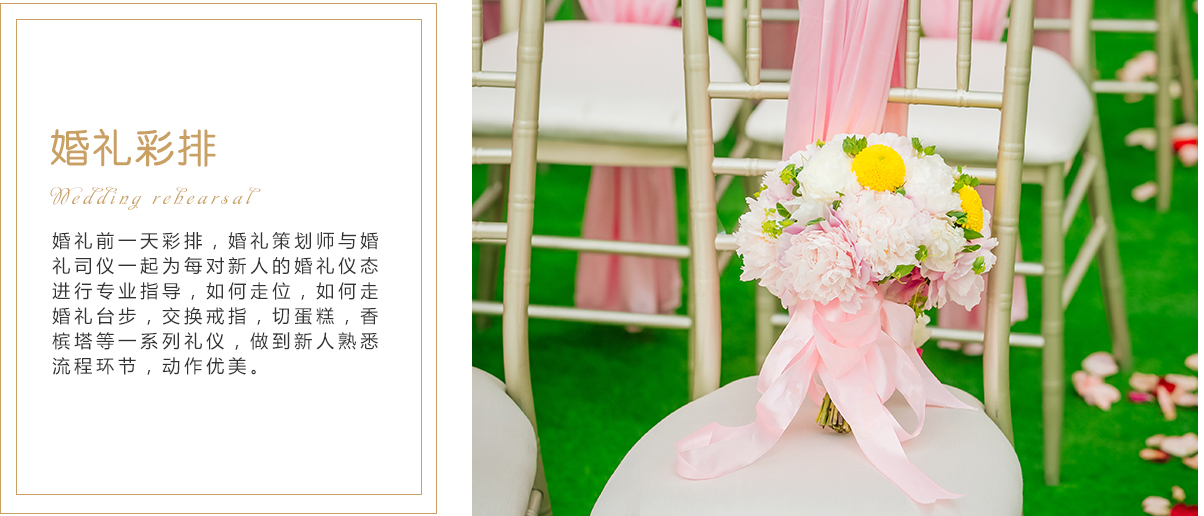 婚礼彩排
Wedding rehearsal
婚礼前一天彩排，婚礼策划师与婚
礼司仪一起为每对新人的婚礼仪态
进行专业指导，如何走位，如何走
婚礼台步，交换戒指，切蛋糕，香
槟塔等一系列礼仪，做到新人熟悉
流程环节，动作优美。